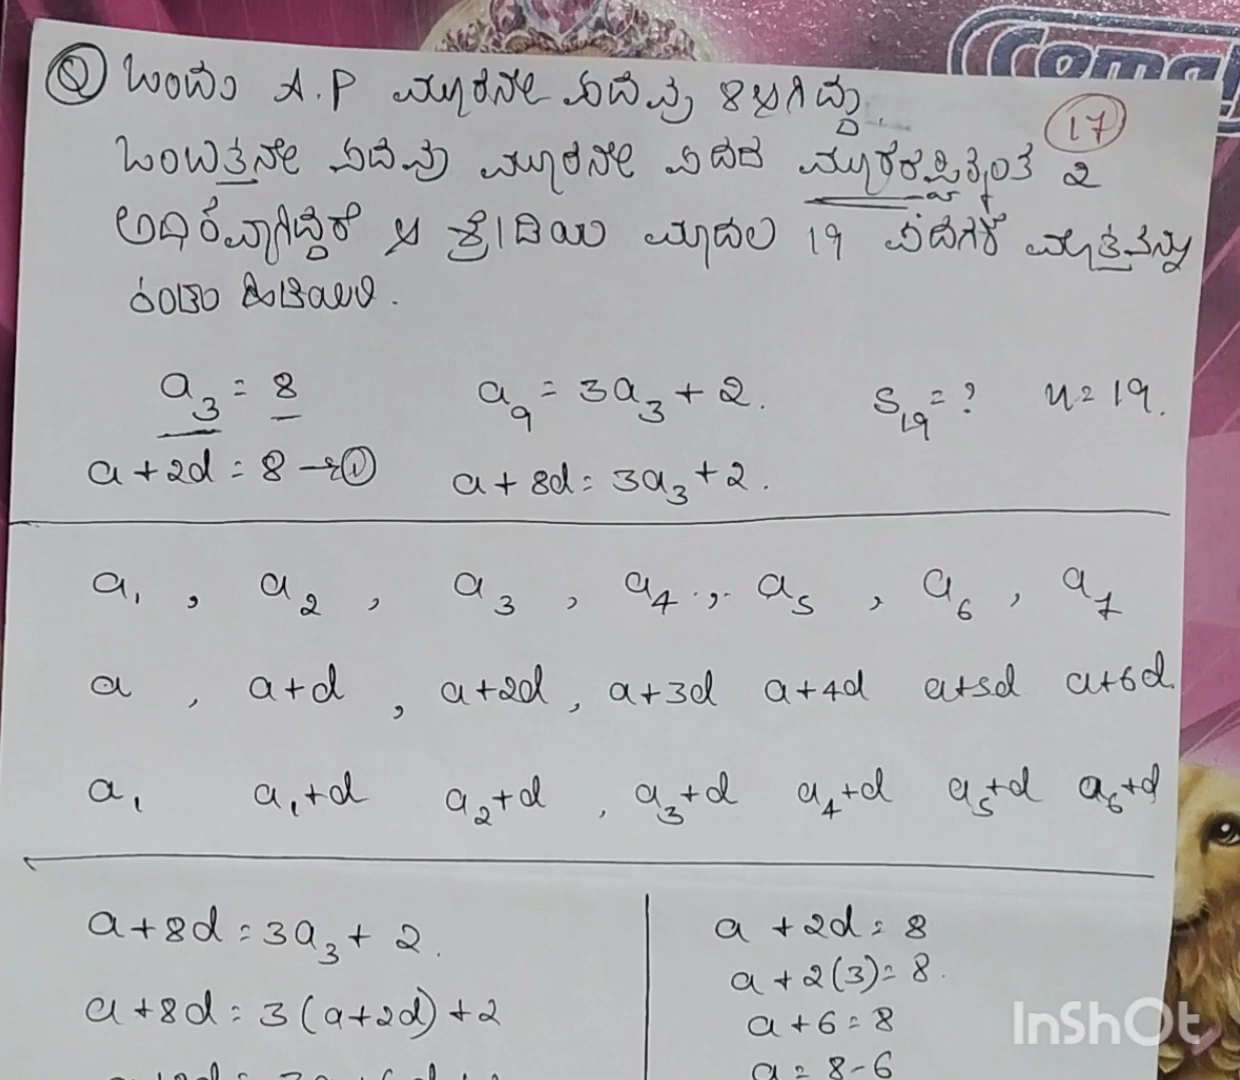 Q ಒಂದು A.P ಮೂರನೇ ಪದವು 8 ಆಗಿದ್ದು
17
ಒಂಬತ್ತನೇ ಪದವು ಮೂರನೇ ಪದದ ಮೂರರಷ್ಟಕ್ಕಿಂತ 2
ಆ ಶ್ರೇಢಿಯ ಮೊದಲ 19 ಪದಗಳ ಮೊತ್ತವನ್ನು
ಕಂಡು ಹಿಡಿಯಿರಿ.
a₃ = 8 a₉ = 3a₃ + 2. S₁₉ = ? n = 19.
a + 2d = 8 → ① a + 8d = 3a₃ + 2.
a₁ , a₂ , a₃ , a₄ , a₅ , a₆ , a₇
a , a+d , a+2d , a+3d a+4d a+5d a+6d.
a₁ a₁+d a₂+d , a₃+d a₄+d a₅+d a₆+d
a + 8d = 3a₃ + 2.
a + 8d = 3(a+2d) + 2
a + 2d = 8
a + 2(3) = 8.
a + 6 = 8
a = 8 - 6
InShOt